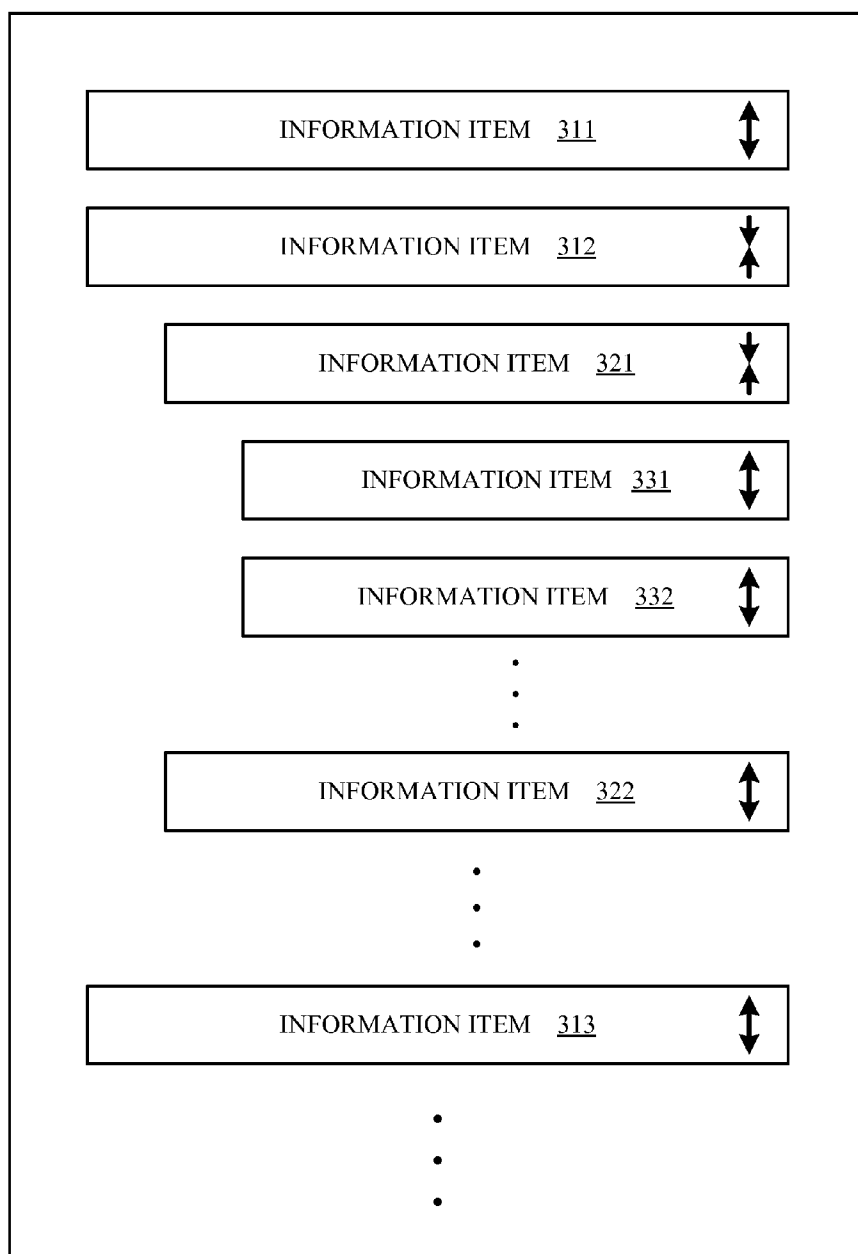 INFORMATION ITEM 311
INFORMATION ITEM 312
INFORMATION ITEM 321
INFORMATION ITEM 331
INFORMATION ITEM 332
INFORMATION ITEM 322
INFORMATION ITEM 313